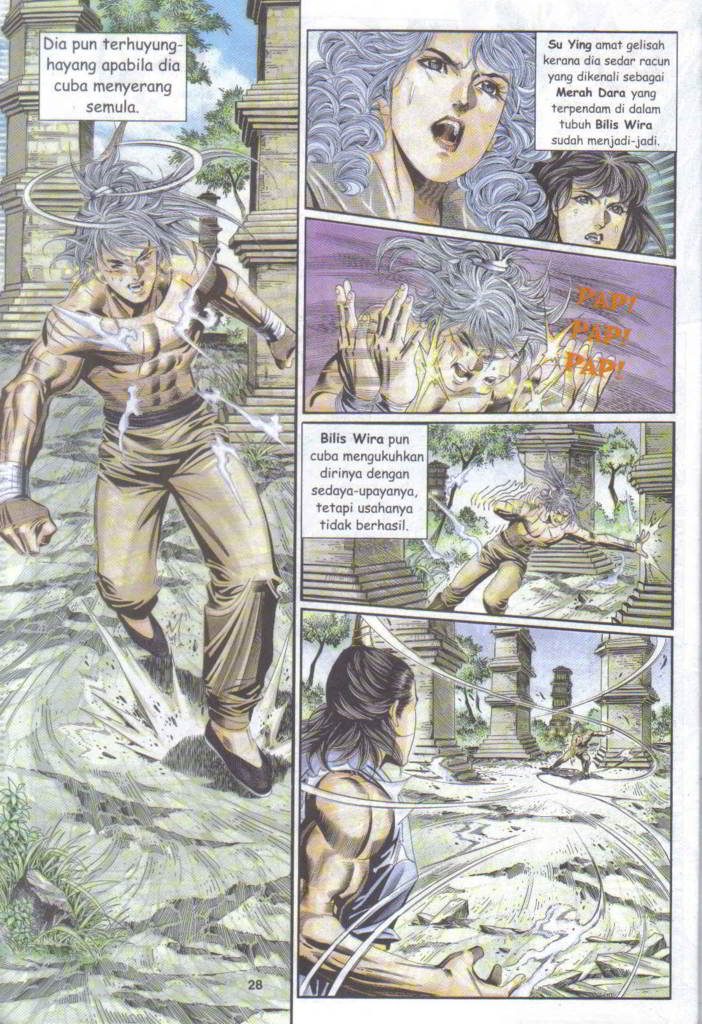 Dia pun terhuyung-
hayang apabila dia
cuba menyerang
semula.
Su Ying amat gelisah
kerana dia sedar racun
yang dikenali sebagai
Merah Dara yang
terpendam di dalam
tubuh Bilis Wira
sudah menjadi-jadi.
PAP!
PAP!
PAP!
Bilis Wira pun
cuba mengukuhkan
dirinya dengan
sedaya-upayanya,
tetapi usahanya
tidak berhasil.
28